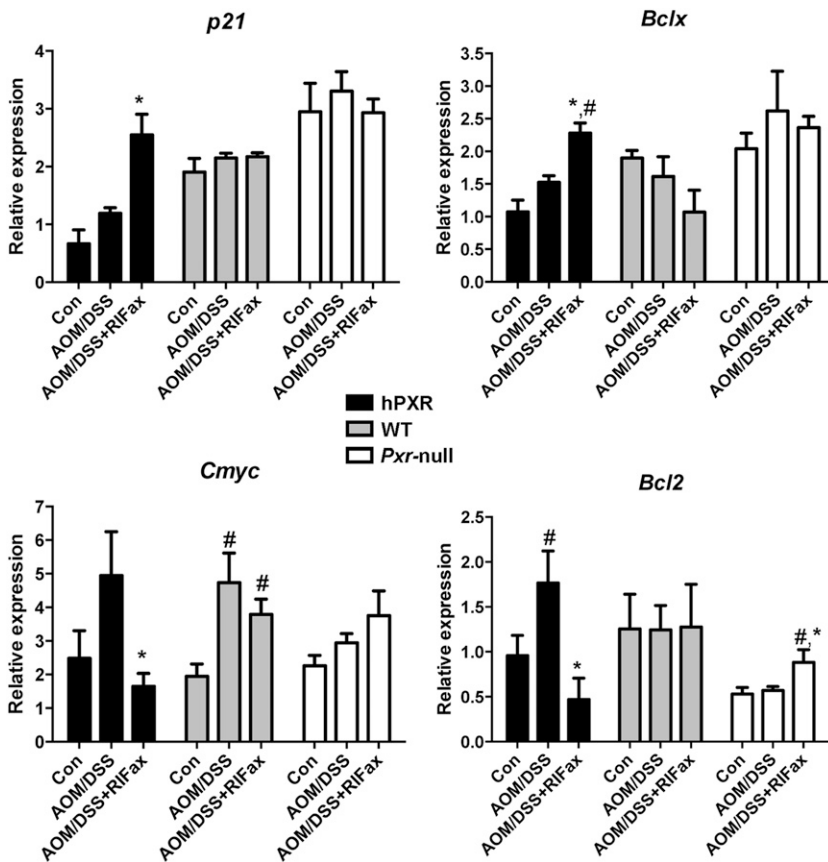 p21
Relative expression
4
3
2
1
0
*
Con
AOM/DSS
AOM/DSS+RIFax
Con
AOM/DSS
AOM/DSS+RIFax
Con
AOM/DSS
AOM/DSS+RIFax
Bclx
Relative expression
3.5
3.0
2.5
2.0
1.5
1.0
0.5
0.0
*,#
Con
AOM/DSS
AOM/DSS+RIFax
Con
AOM/DSS
AOM/DSS+RIFax
Con
AOM/DSS
AOM/DSS+RIFax
hPXR
WT
Pxr-null
Cmyc
Relative expression
7
6
5
4
3
2
1
0
*
#
#
Con
AOM/DSS
AOM/DSS+RIFax
Con
AOM/DSS
AOM/DSS+RIFax
Con
AOM/DSS
AOM/DSS+RIFax
Bcl2
Relative expression
2.5
2.0
1.5
1.0
0.5
0.0
#
*
#,*
Con
AOM/DSS
AOM/DSS+RIFax
Con
AOM/DSS
AOM/DSS+RIFax
Con
AOM/DSS
AOM/DSS+RIFax